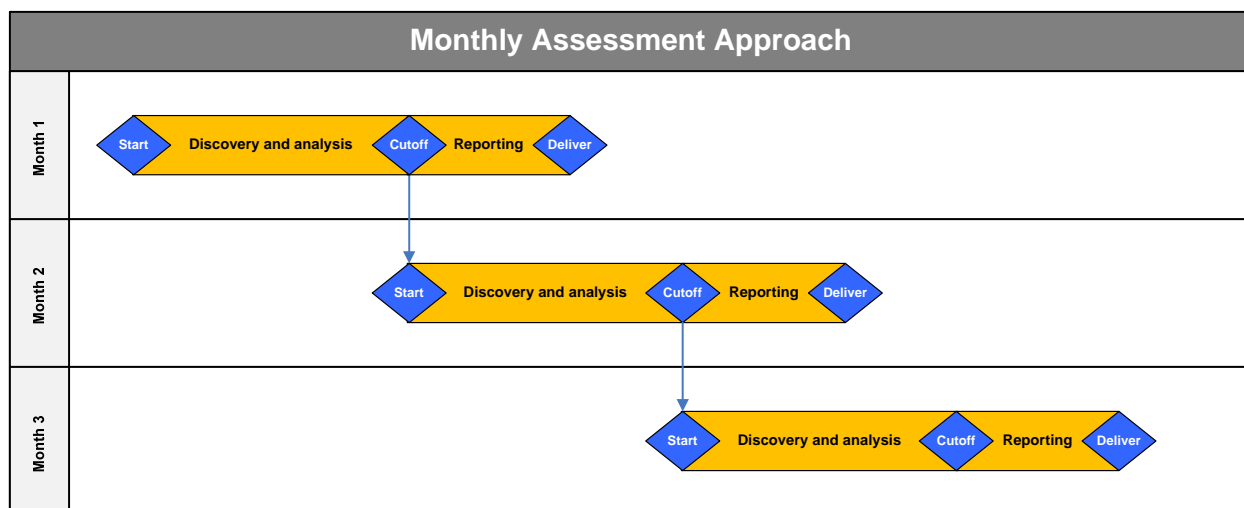 Monthly Assessment Approach
Month 1
Start
Discovery and analysis
Cutoff
Reporting
Deliver
Month 2
Start
Discovery and analysis
Cutoff
Reporting
Deliver
Month 3
Start
Discovery and analysis
Cutoff
Reporting
Deliver